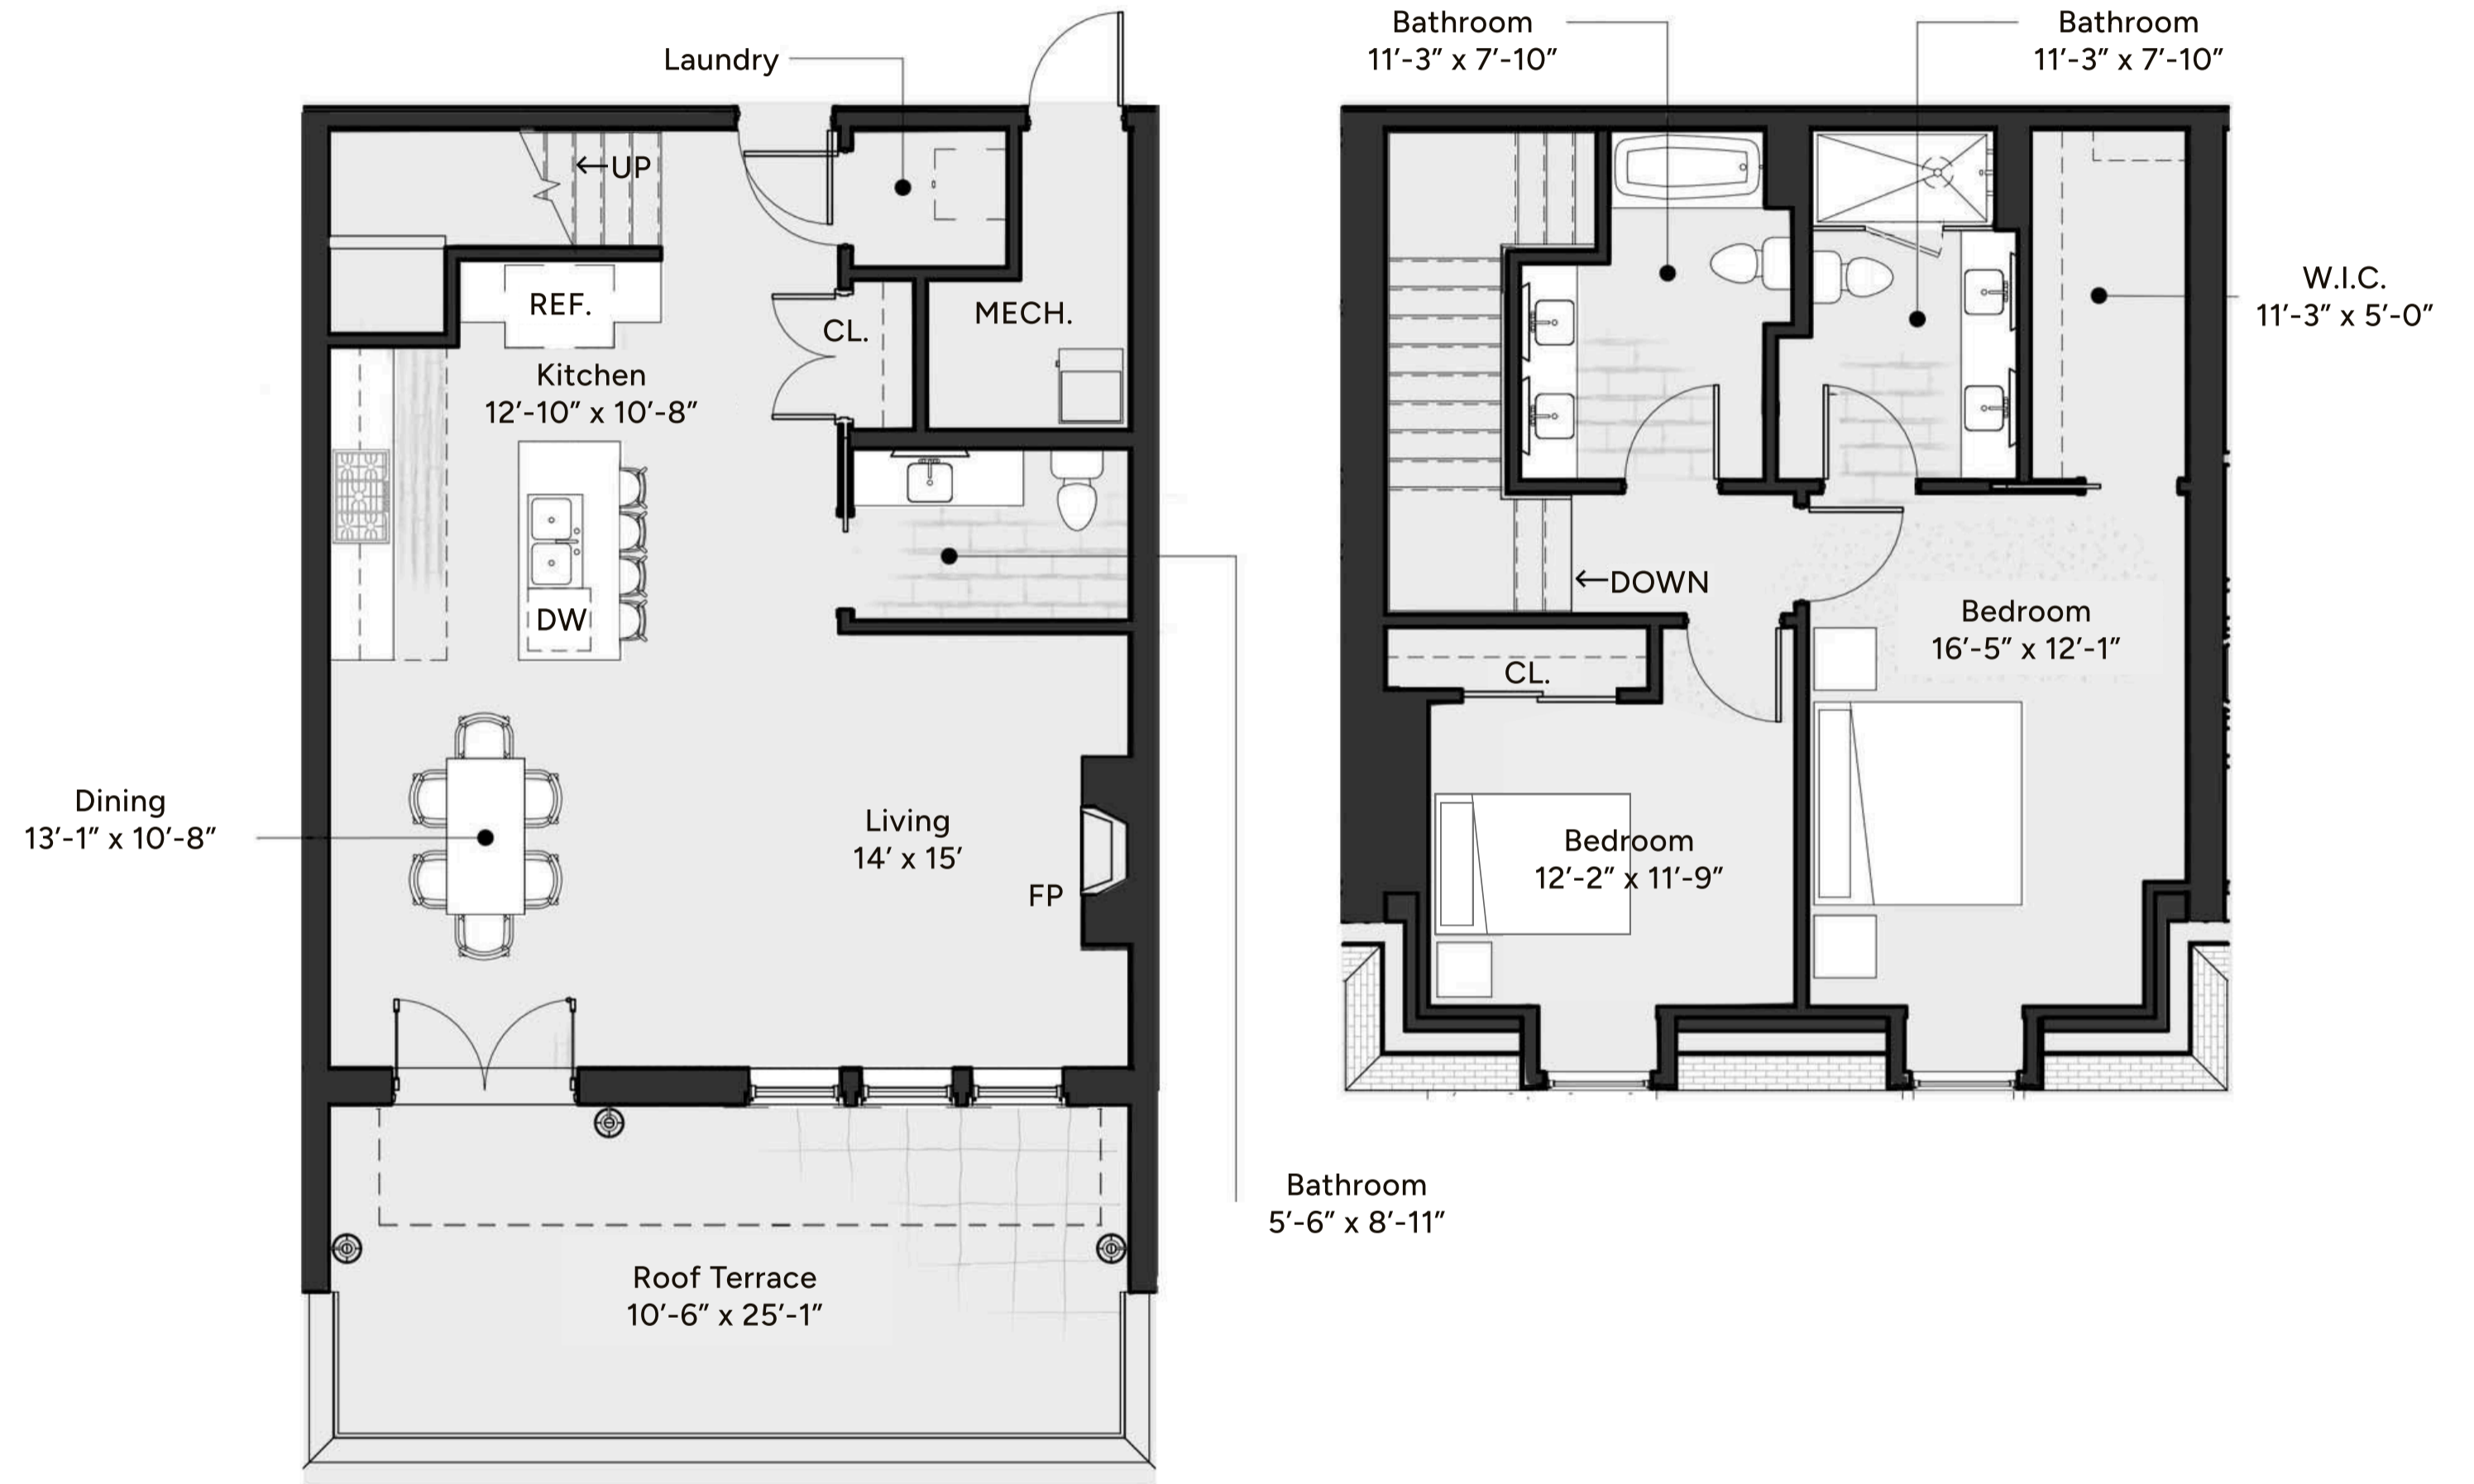 Laundry
←UP
REF.
CL.
MECH.
Kitchen
12′-10″ x 10′-8″
DW
Dining
13′-1″ x 10′-8″
Living
14′ x 15′
FP
Roof Terrace
10′-6″ x 25′-1″
Bathroom
5′-6″ x 8′-11″
Bathroom
11′-3″ x 7′-10″
Bathroom
11′-3″ x 7′-10″
W.I.C.
11′-3″ x 5′-0″
←DOWN
Bedroom
16′-5″ x 12′-1″
CL.
Bedroom
12′-2″ x 11′-9″